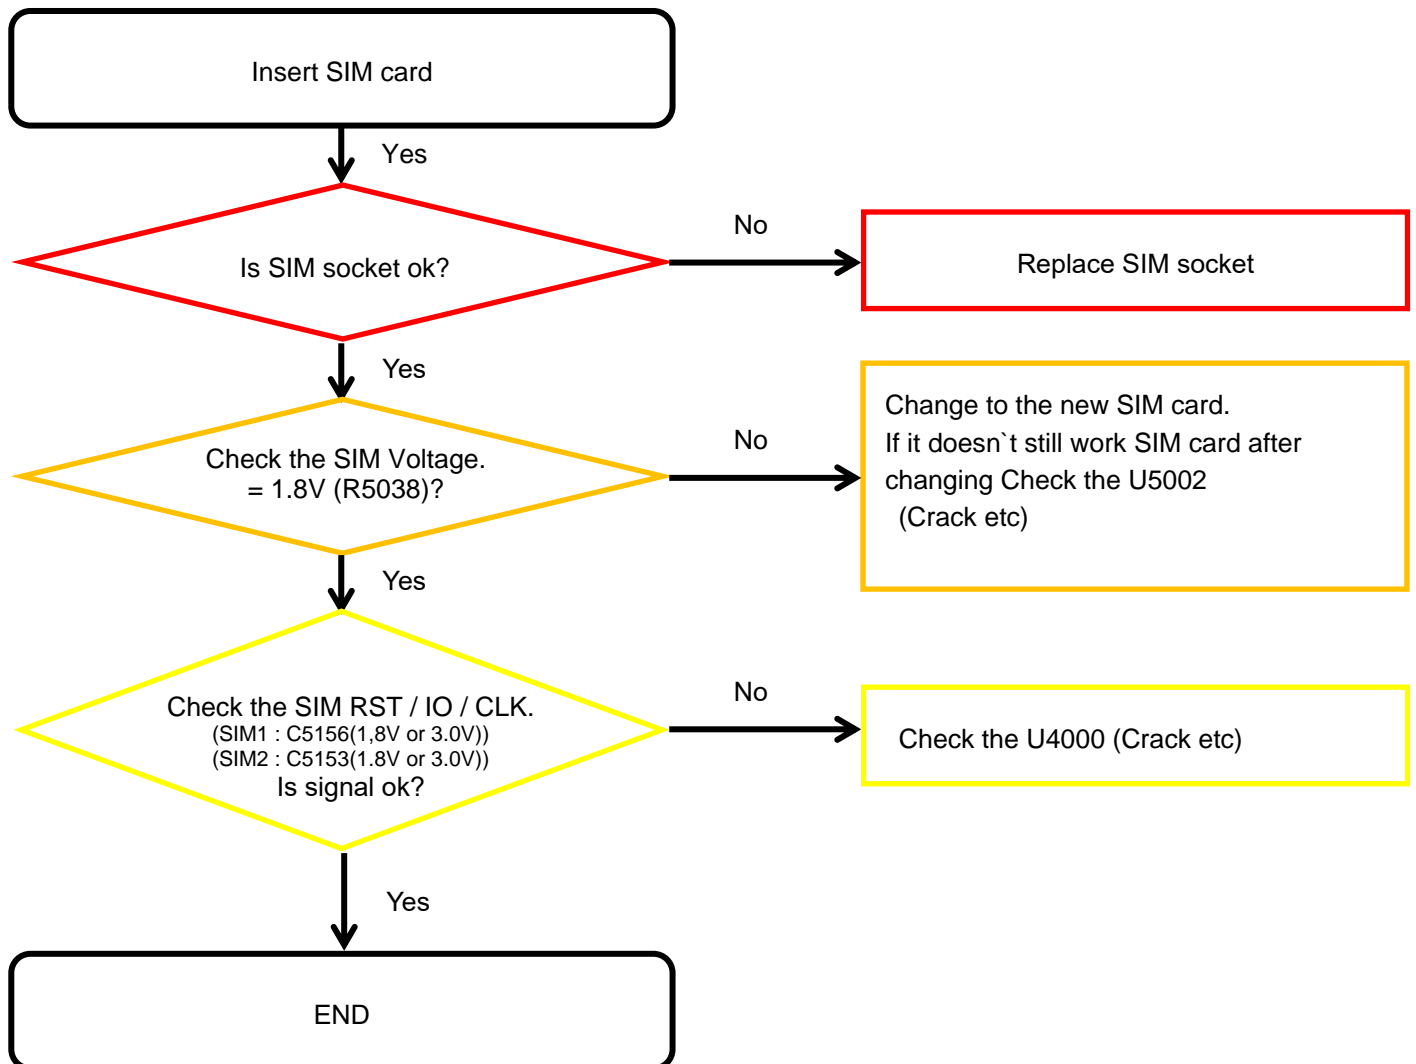 Insert SIM card
Yes
Is SIM socket ok?
No
Replace SIM socket
Yes
Check the SIM Voltage.
= 1.8V (R5038)?
No
Change to the new SIM card.
If it doesn`t still work SIM card after
changing Check the U5002
(Crack etc)
Yes
Check the SIM RST / IO / CLK.
(SIM1 : C5156(1,8V or 3.0V))
(SIM2 : C5153(1.8V or 3.0V))
Is signal ok?
No
Check the U4000 (Crack etc)
Yes
END